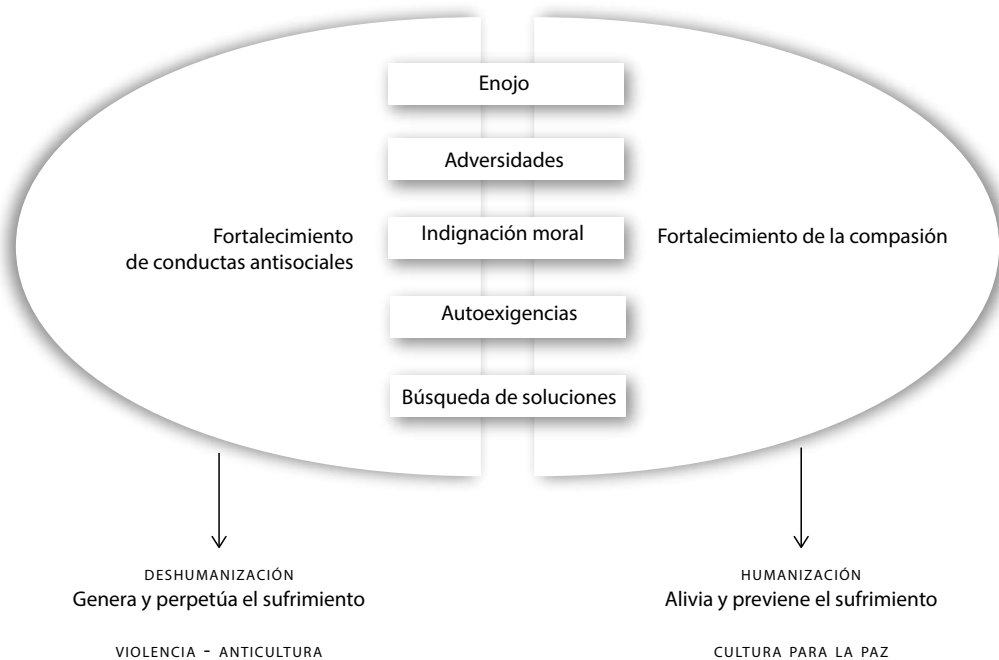 Enojo
Adversidades
Indignación moral
Fortalecimiento
de conductas antisociales
Fortalecimiento de la compasión
Autoexigencias
Búsqueda de soluciones
DESHUMANIZACIÓN
Genera y perpetúa el sufrimiento
VIOLENCIA - ANTICULTURA
HUMANIZACIÓN
Alivia y previene el sufrimiento
CULTURA PARA LA PAZ